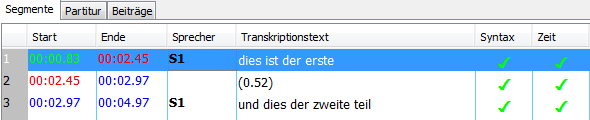 Segmente Partitur Beiträge
Start Ende Sprecher Transkriptionstext Syntax Zeit
1 00:00.83 00:02.45 S1 dies ist der erste
2 00:02.45 00:02.97 (0.52)
3 00:02.97 00:04.97 S1 und dies der zweite teil